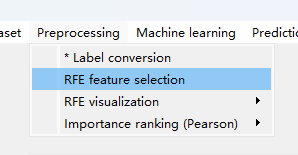 aset Preprocessing Machine learning Predictio
* Label conversion
RFE feature selection
RFE visualization
Importance ranking (Pearson)